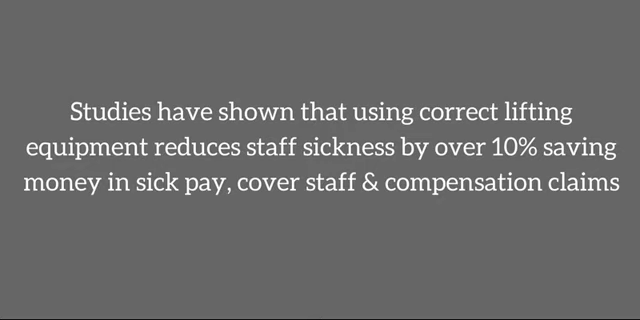 Studies have shown that using correct lifting
equipment reduces staff sickness by over 10% saving
money in sick pay, cover staff & compensation claims